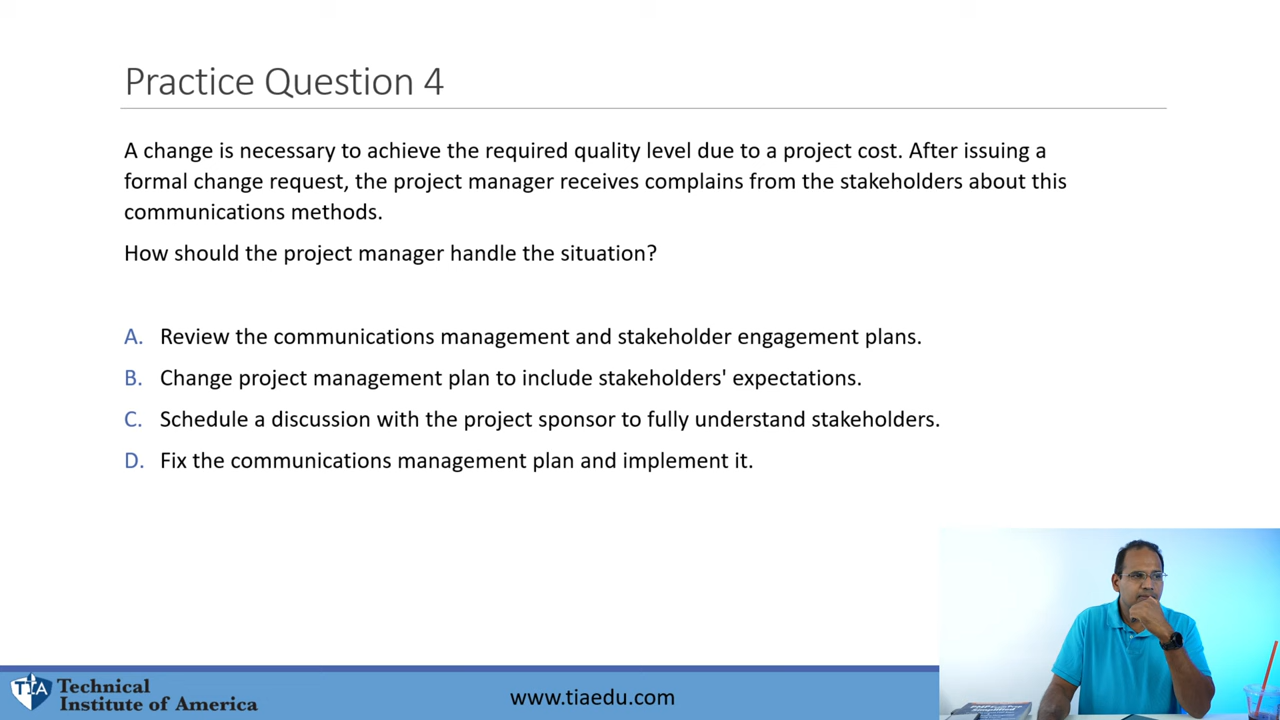 Practice Question 4
A change is necessary to achieve the required quality level due to a project cost. After issuing a
formal change request, the project manager receives complains from the stakeholders about this
communications methods.
How should the project manager handle the situation?
A. Review the communications management and stakeholder engagement plans.
B. Change project management plan to include stakeholders' expectations.
C. Schedule a discussion with the project sponsor to fully understand stakeholders.
D. Fix the communications management plan and implement it.
TIA Technical
Institute of America
www.tiaedu.com